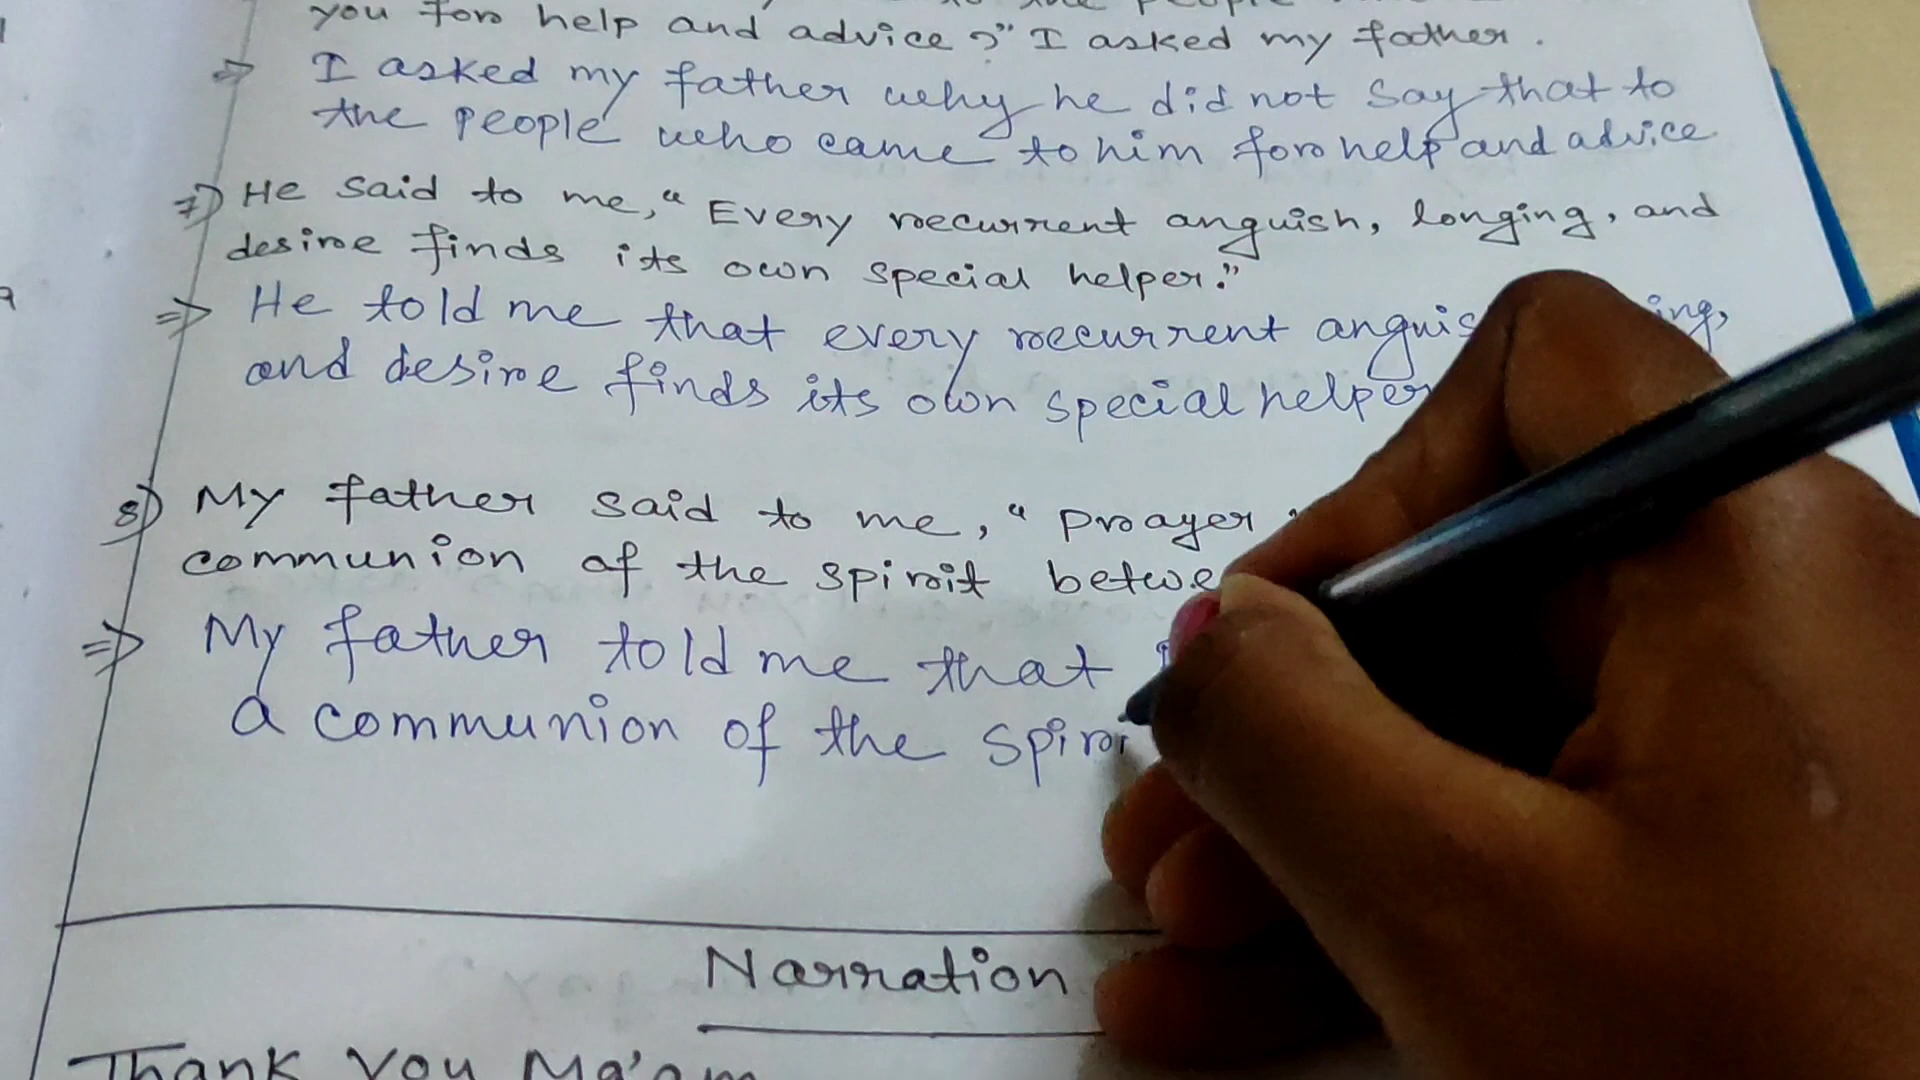 you for help and advice?" I asked my father.
⇒ I asked my father why he did not say that to
the people who came to him for help and advice
7) He said to me, "Every recurrent anguish, longing, and
desire finds its own special helper."
⇒ He told me that every recurrent
and desire finds its own special helper
8) My father said to me, "Prayer
communion of the spirit
⇒ My father told me that
a communion of the
Narration
Thank You Ma'am